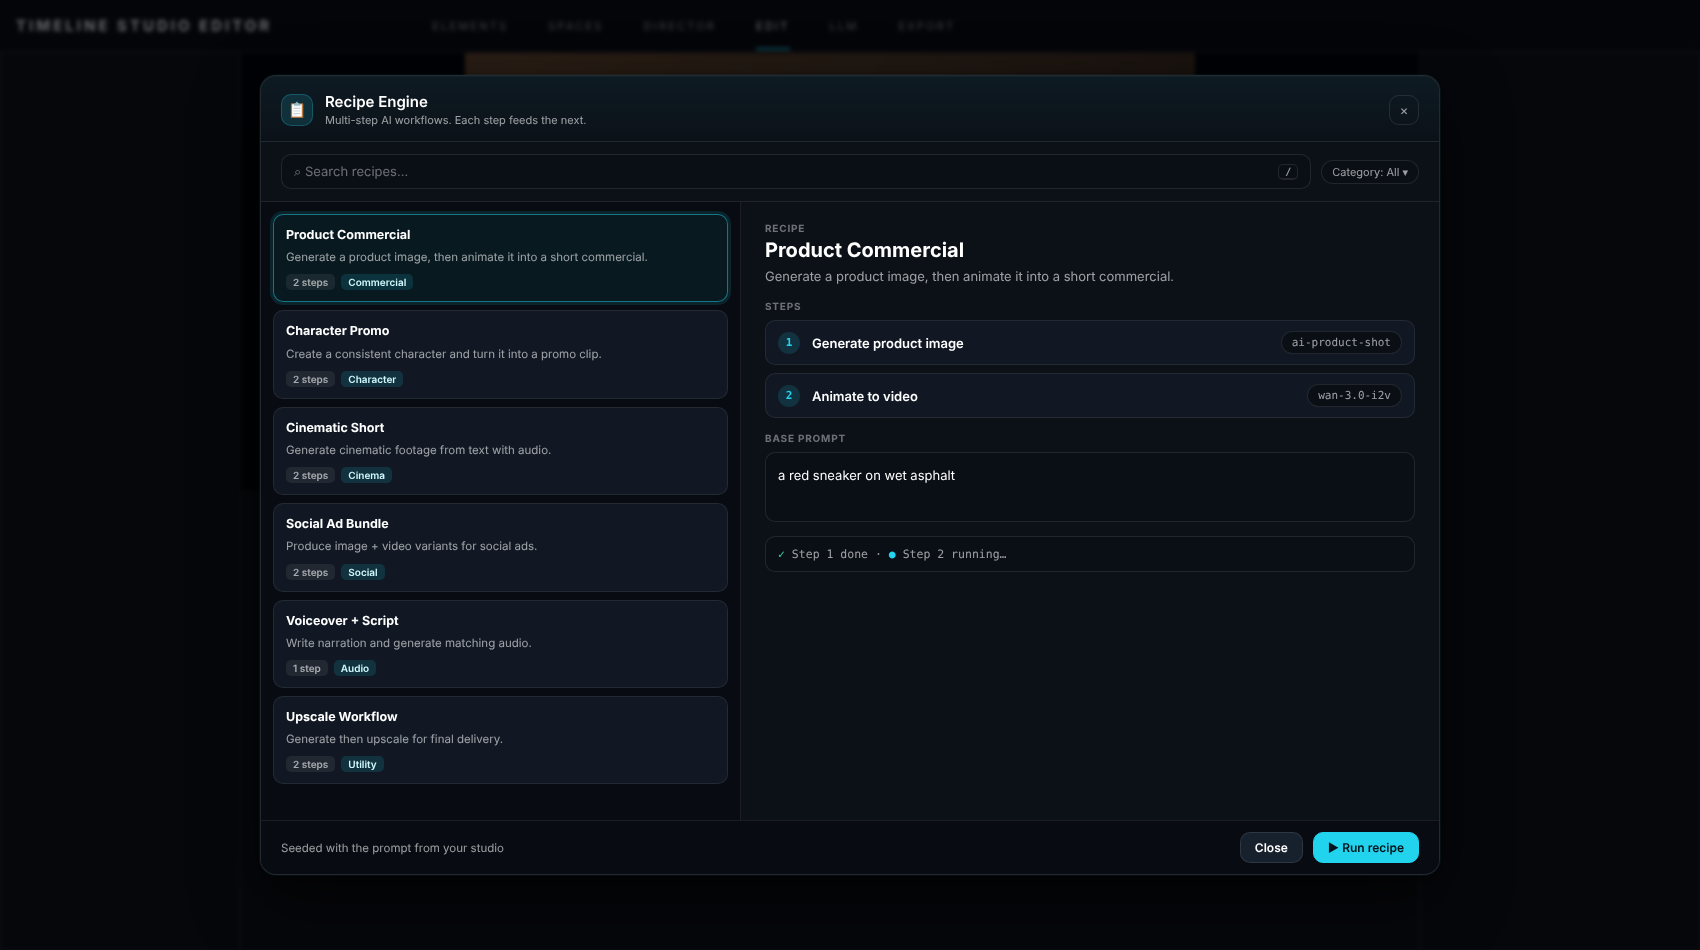 TIMELINE STUDIO EDITOR
ELEMENTS SPACES DIRECTOR EDIT LLM EXPORT
Recipe Engine
Multi-step AI workflows. Each step feeds the next.
×
Search recipes...
/
Category: All ▾
Product Commercial
Generate a product image, then animate it into a short commercial.
2 steps Commercial
Character Promo
Create a consistent character and turn it into a promo clip.
2 steps Character
Cinematic Short
Generate cinematic footage from text with audio.
2 steps Cinema
Social Ad Bundle
Produce image + video variants for social ads.
2 steps Social
Voiceover + Script
Write narration and generate matching audio.
1 step Audio
Upscale Workflow
Generate then upscale for final delivery.
2 steps Utility
RECIPE
Product Commercial
Generate a product image, then animate it into a short commercial.
STEPS
1 Generate product image ai-product-shot
2 Animate to video wan-3.0-i2v
BASE PROMPT
a red sneaker on wet asphalt
✓ Step 1 done · ● Step 2 running…
Seeded with the prompt from your studio
Close
▶ Run recipe